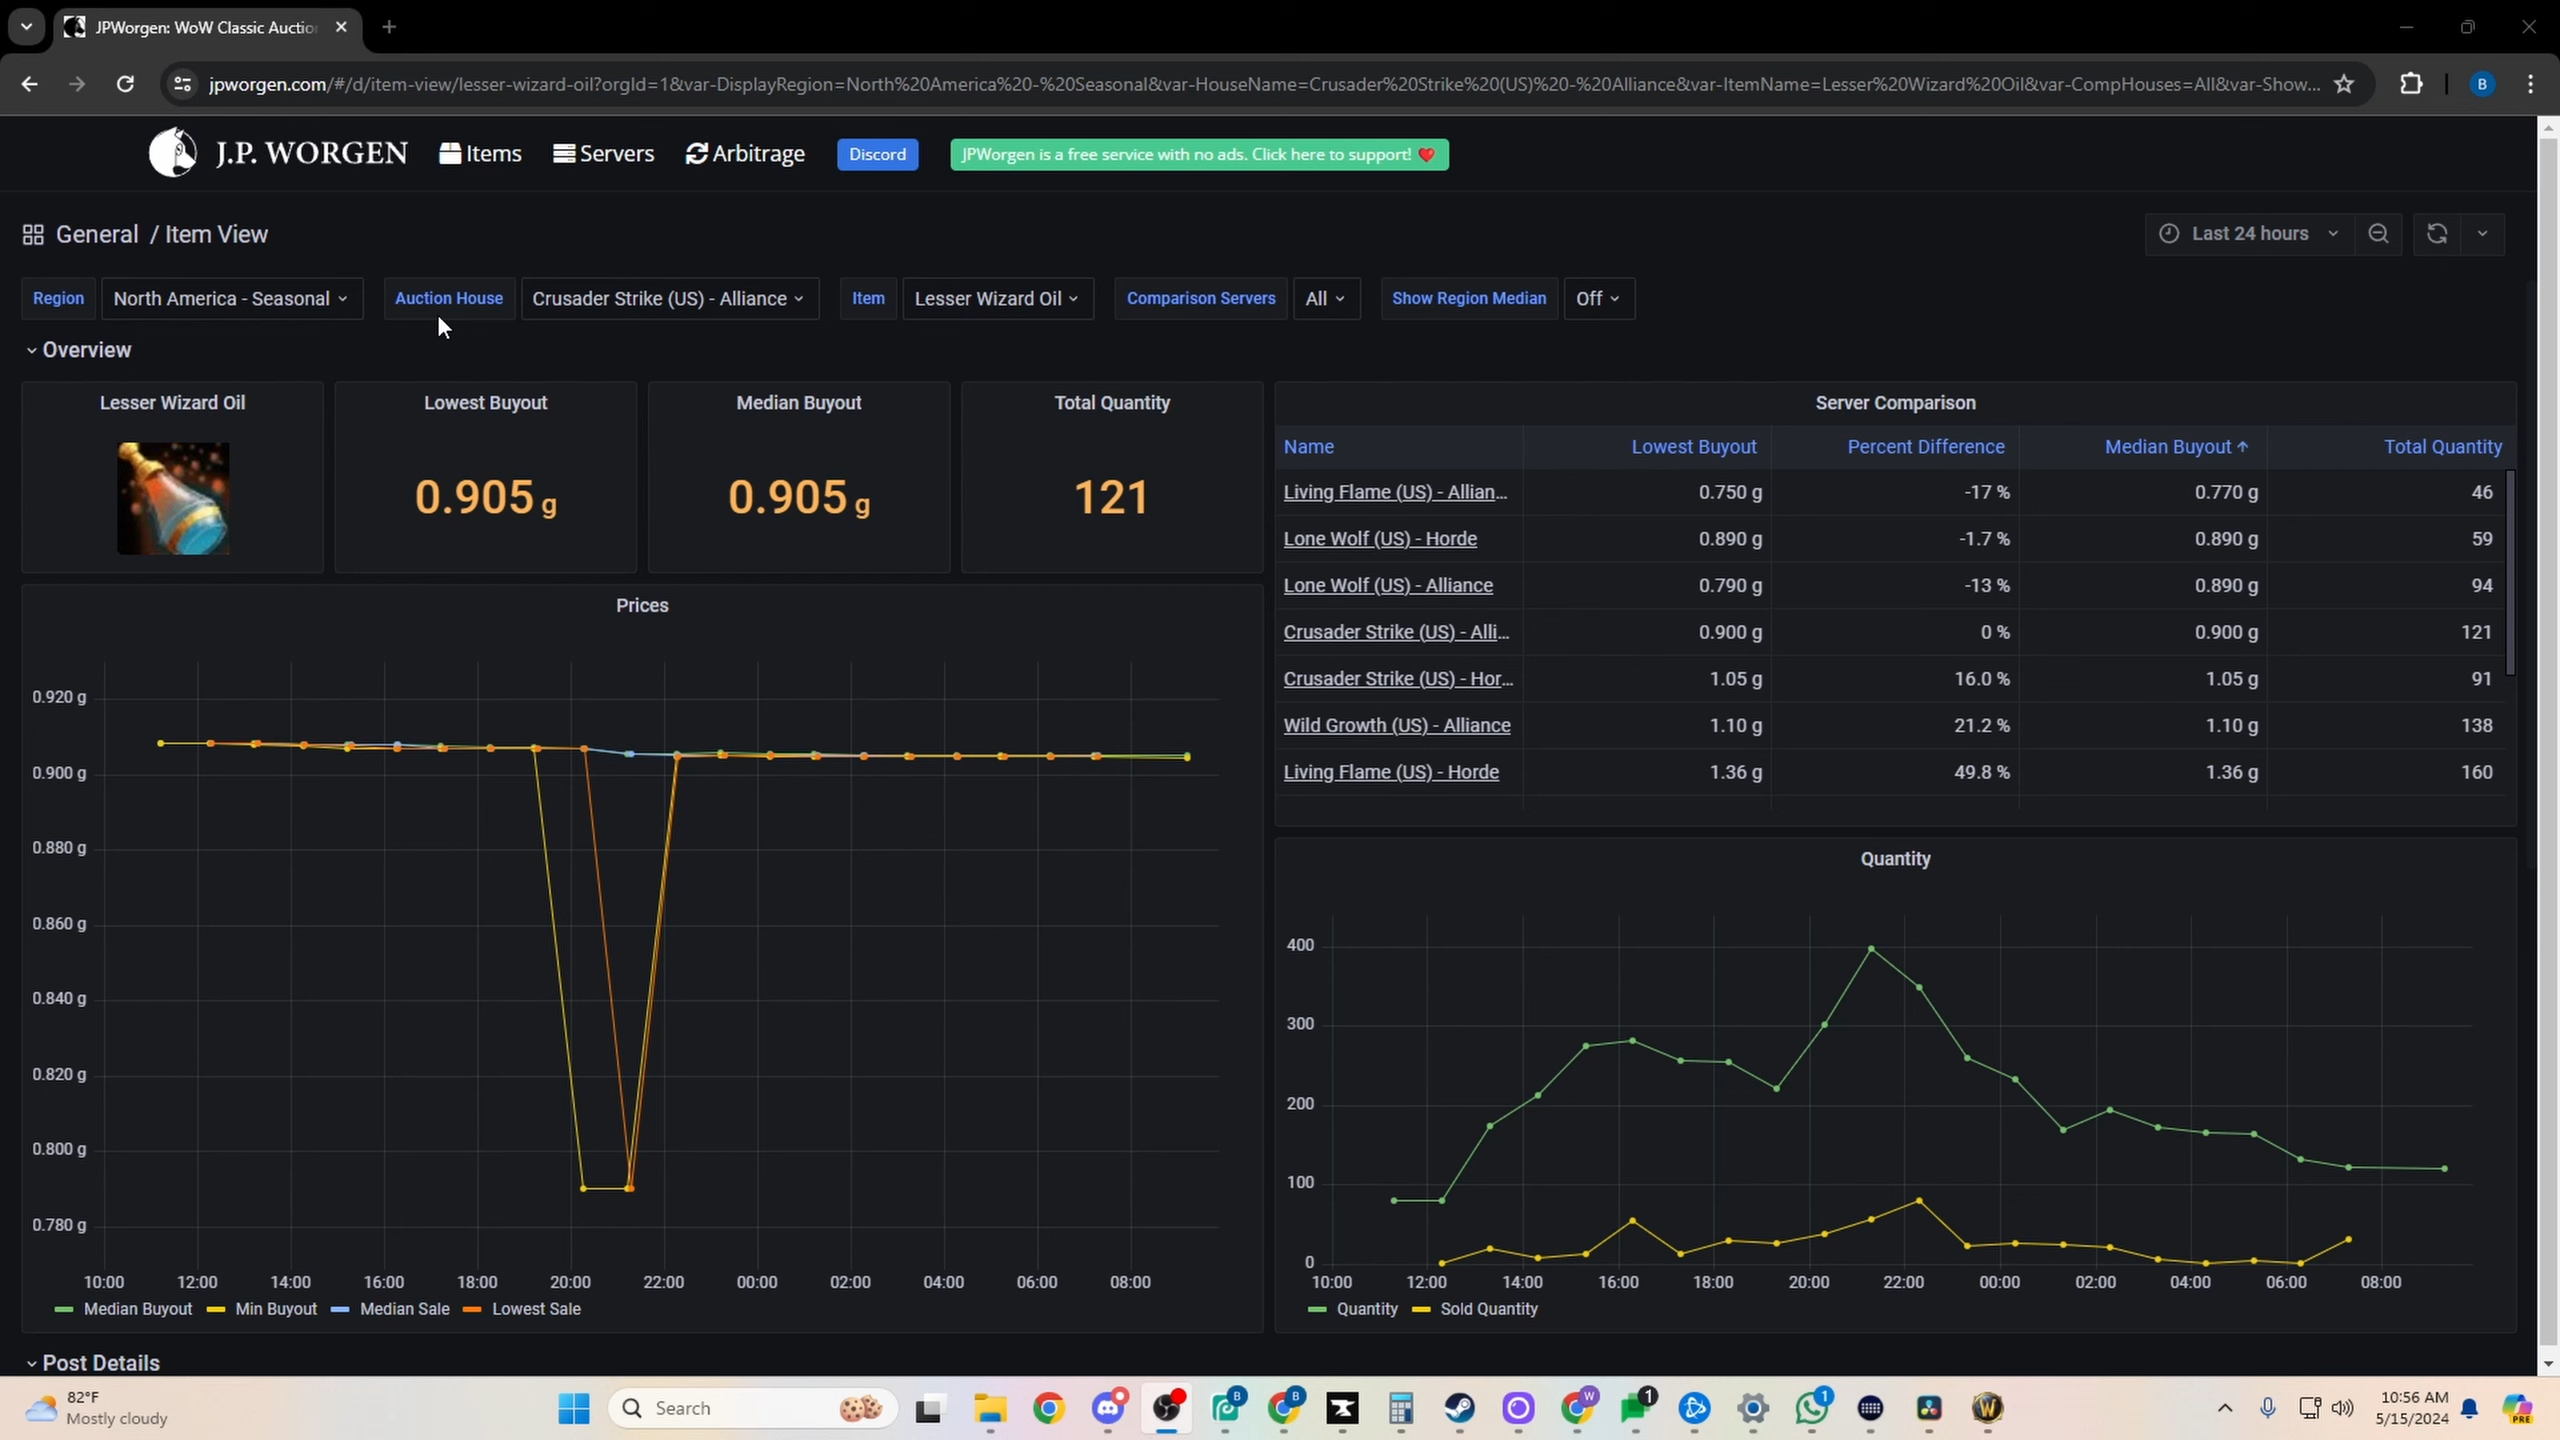 JPWorgen: WoW Classic Auctio
jpworgen.com/#/d/item-view/lesser-wizard-oil?orgId=1&var-DisplayRegion=North%20America%20-%20Seasonal&var-HouseName=Crusader%20Strike%20(US)%20-%20Alliance&var-ItemName=Lesser%20Wizard%20Oil&var-CompHouses=All&var-Show...
B
J.P. WORGEN Items Servers Arbitrage Discord JPWorgen is a free service with no ads. Click here to support! ❤️
General / Item View
Last 24 hours
Region North America - Seasonal Auction House Crusader Strike (US) - Alliance Item Lesser Wizard Oil Comparison Servers All Show Region Median Off
Overview
Lesser Wizard Oil
Lowest Buyout
0.905 g
Median Buyout
0.905 g
Total Quantity
121
Server Comparison
Name Lowest Buyout Percent Difference Median Buyout Total Quantity
Living Flame (US) - Allian... 0.750 g -17 % 0.770 g 46
Lone Wolf (US) - Horde 0.890 g -1.7 % 0.890 g 59
Lone Wolf (US) - Alliance 0.790 g -13 % 0.890 g 94
Crusader Strike (US) - Alli... 0.900 g 0 % 0.900 g 121
Crusader Strike (US) - Hor... 1.05 g 16.0 % 1.05 g 91
Wild Growth (US) - Alliance 1.10 g 21.2 % 1.10 g 138
Living Flame (US) - Horde 1.36 g 49.8 % 1.36 g 160
Prices
0.920 g
0.900 g
0.880 g
0.860 g
0.840 g
0.820 g
0.800 g
0.780 g
10:00 12:00 14:00 16:00 18:00 20:00 22:00 00:00 02:00 04:00 06:00 08:00
Median Buyout Min Buyout Median Sale Lowest Sale
Quantity
400
300
200
100
0
10:00 12:00 14:00 16:00 18:00 20:00 22:00 00:00 02:00 04:00 06:00 08:00
Quantity Sold Quantity
Post Details
82°F
Mostly cloudy
Search
B
B
W
1
1
W
10:56 AM
5/15/2024
PRE